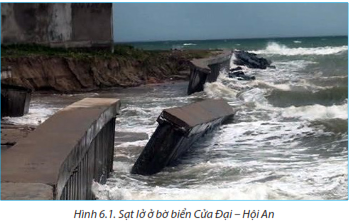 Hình 6.1. Sạt lở ở bờ biển Cửa Đại – Hội An